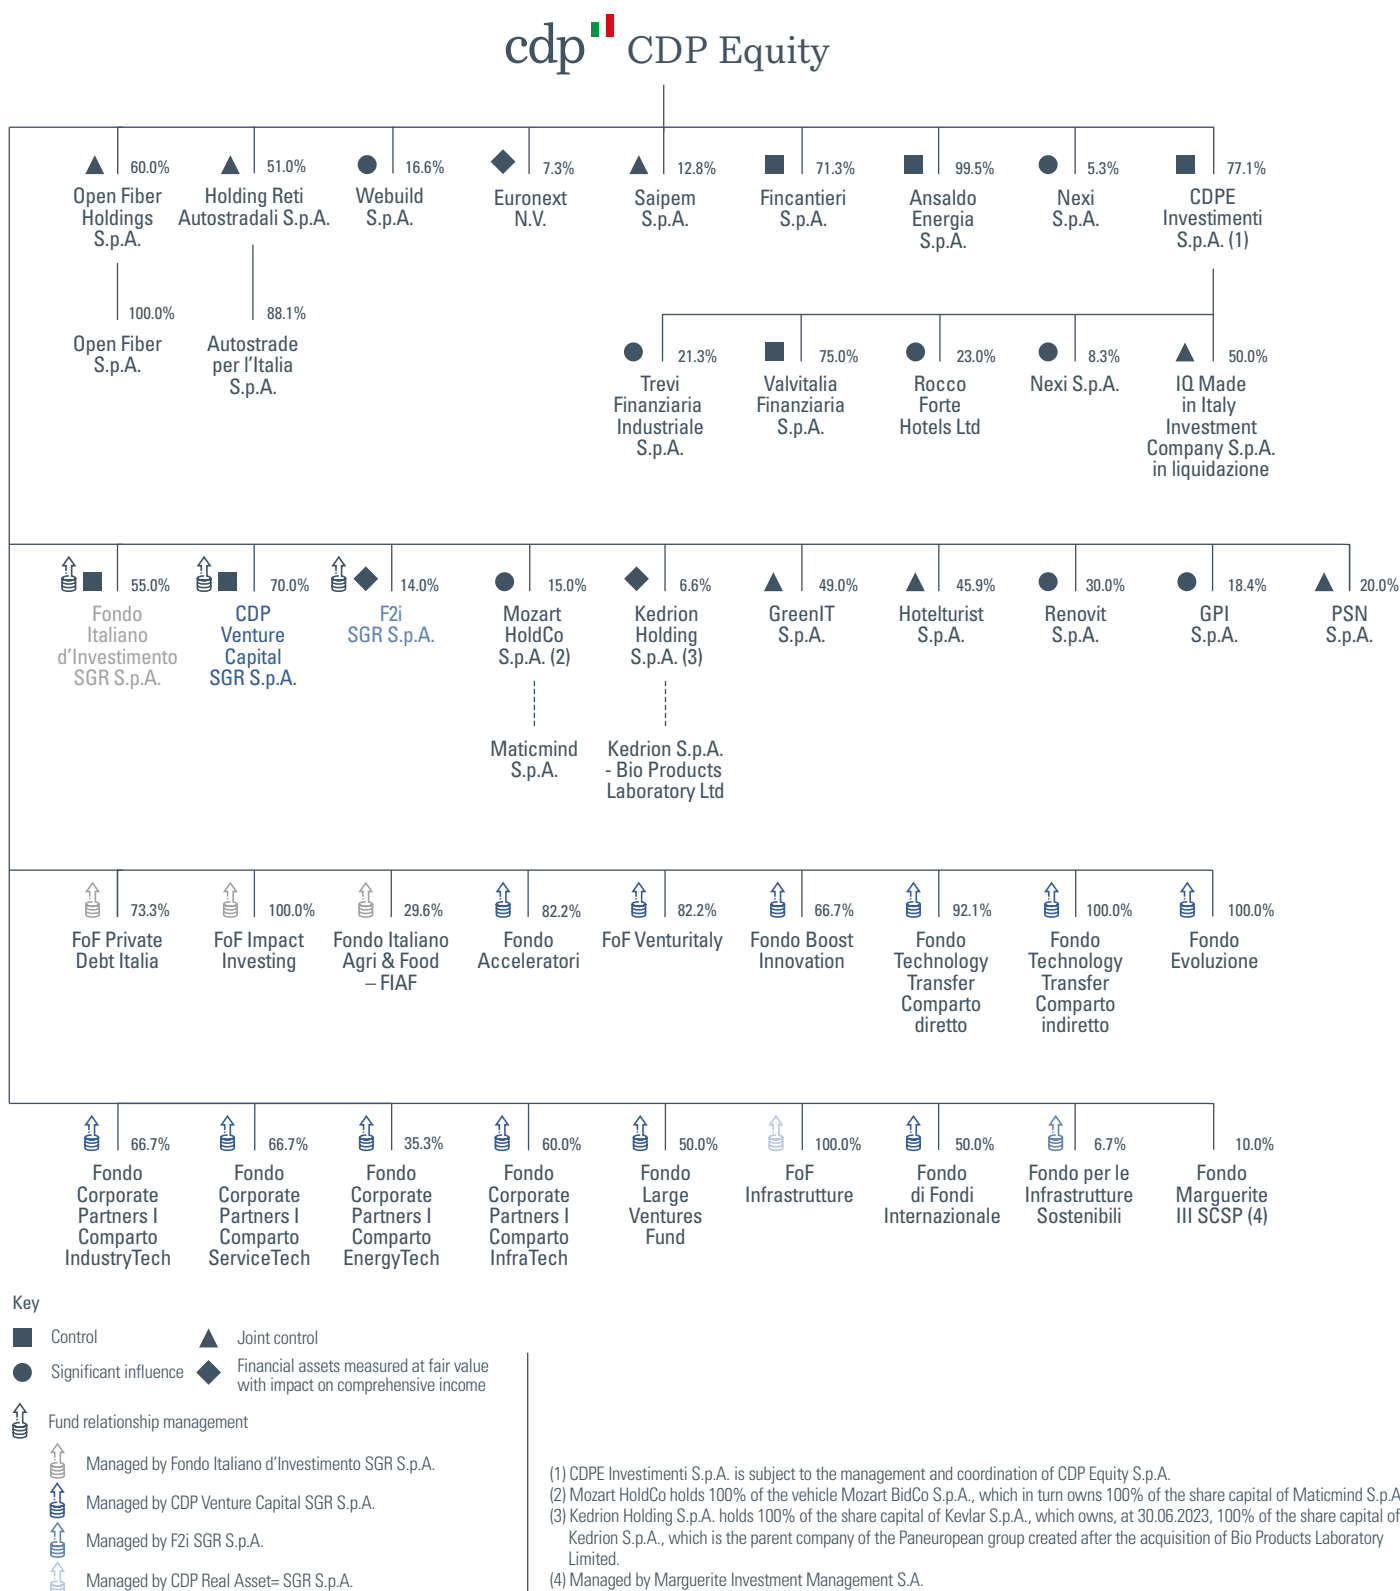 cdp CDP Equity
60.0%
Open Fiber
Holdings
S.p.A.
51.0%
Holding Reti
Autostradali S.p.A.
16.6%
Webuild
S.p.A.
7.3%
Euronext
N.V.
12.8%
Saipem
S.p.A.
71.3%
Fincantieri
S.p.A.
99.5%
Ansaldo
Energia
S.p.A.
5.3%
Nexi
S.p.A.
77.1%
CDPE
Investimenti
S.p.A. (1)
100.0%
Open Fiber
S.p.A.
88.1%
Autostrade
per l'Italia
S.p.A.
21.3%
Trevi
Finanziaria
Industriale
S.p.A.
75.0%
Valvitalia
Finanziaria
S.p.A.
23.0%
Rocco
Forte
Hotels Ltd
8.3%
Nexi S.p.A.
50.0%
IQ Made
in Italy
Investment
Company S.p.A.
in liquidazione
55.0%
Fondo
Italiano
d'Investimento
SGR S.p.A.
70.0%
CDP
Venture
Capital
SGR S.p.A.
14.0%
F2i
SGR S.p.A.
15.0%
Mozart
HoldCo
S.p.A. (2)
6.6%
Kedrion
Holding
S.p.A. (3)
49.0%
GreenIT
S.p.A.
45.9%
Hotelturist
S.p.A.
30.0%
Renovit
S.p.A.
18.4%
GPI
S.p.A.
20.0%
PSN
S.p.A.
Maticmind
S.p.A.
Kedrion S.p.A.
- Bio Products
Laboratory Ltd
73.3%
FoF Private
Debt Italia
100.0%
FoF Impact
Investing
29.6%
Fondo Italiano
Agri & Food
– FIAF
82.2%
Fondo
Acceleratori
82.2%
FoF Venturitaly
66.7%
Fondo Boost
Innovation
92.1%
Fondo
Technology
Transfer
Comparto
diretto
100.0%
Fondo
Technology
Transfer
Comparto
indiretto
100.0%
Fondo
Evoluzione
66.7%
Fondo
Corporate
Partners I
Comparto
IndustryTech
66.7%
Fondo
Corporate
Partners I
Comparto
ServiceTech
35.3%
Fondo
Corporate
Partners I
Comparto
EnergyTech
60.0%
Fondo
Corporate
Partners I
Comparto
InfraTech
50.0%
Fondo
Large
Ventures
Fund
100.0%
FoF
Infrastrutture
50.0%
Fondo
di Fondi
Internazionale
6.7%
Fondo per le
Infrastrutture
Sostenibili
10.0%
Fondo
Marguerite
III SCSP (4)
Key
Control
Joint control
Significant influence
Financial assets measured at fair value
with impact on comprehensive income
Fund relationship management
Managed by Fondo Italiano d'Investimento SGR S.p.A.
Managed by CDP Venture Capital SGR S.p.A.
Managed by F2i SGR S.p.A.
Managed by CDP Real Asset= SGR S.p.A.
(1) CDPE Investimenti S.p.A. is subject to the management and coordination of CDP Equity S.p.A.
(2) Mozart HoldCo holds 100% of the vehicle Mozart BidCo S.p.A., which in turn owns 100% of the share capital of Maticmind S.p.A
(3) Kedrion Holding S.p.A. holds 100% of the share capital of Kevlar S.p.A., which owns, at 30.06.2023, 100% of the share capital of
Kedrion S.p.A., which is the parent company of the Paneuropean group created after the acquisition of Bio Products Laboratory
Limited.
(4) Managed by Marguerite Investment Management S.A.